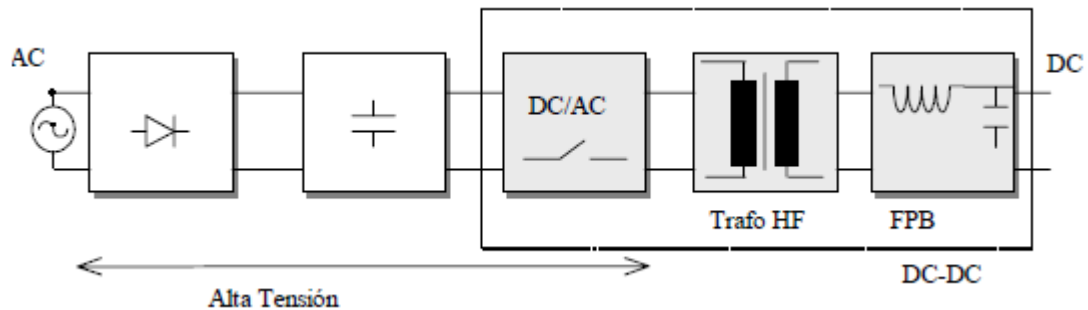 AC
DC
DC/AC
Trafo HF
FPB
DC-DC
Alta Tensión